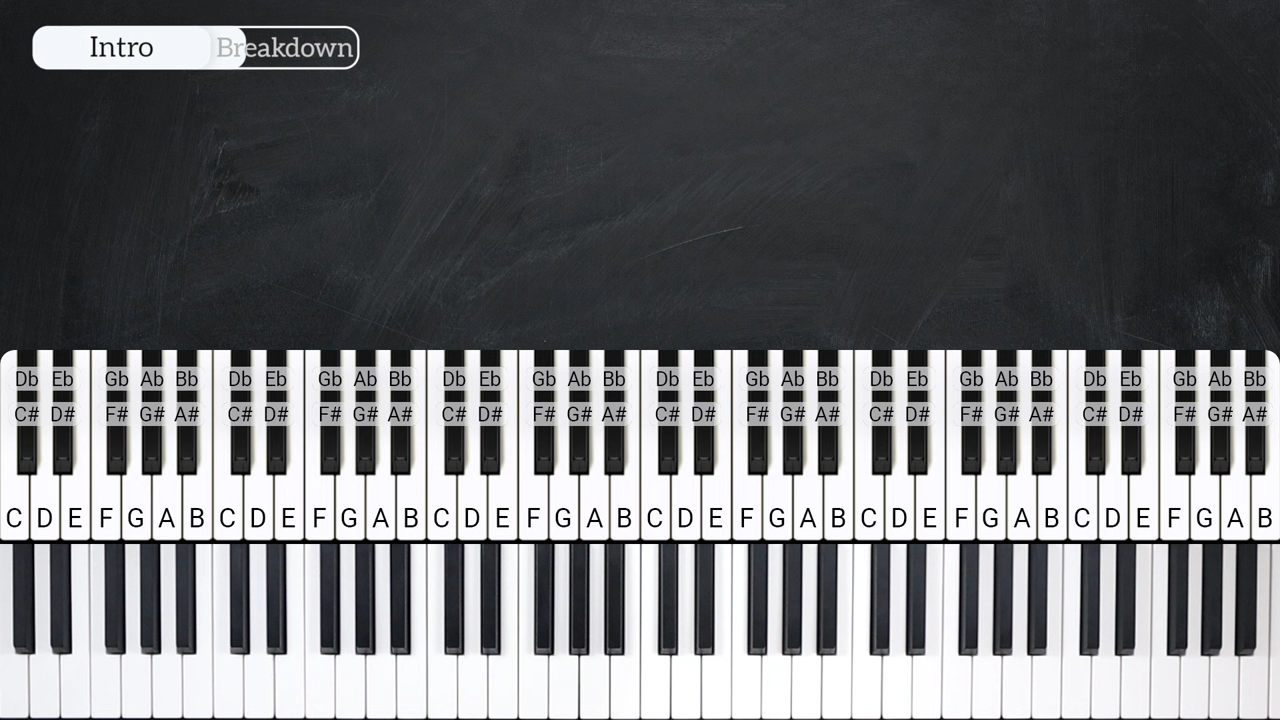 Intro Breakdown
Db Eb Gb Ab Bb Db Eb Gb Ab Bb Db Eb Gb Ab Bb Db Eb Gb Ab Bb Db Eb Gb Ab Bb Db Eb Gb Ab Bb
C# D# F# G# A# C# D# F# G# A# C# D# F# G# A# C# D# F# G# A# C# D# F# G# A# C# D# F# G# A#
C D E F G A B C D E F G A B C D E F G A B C D E F G A B C D E F G A B C D E F G A B